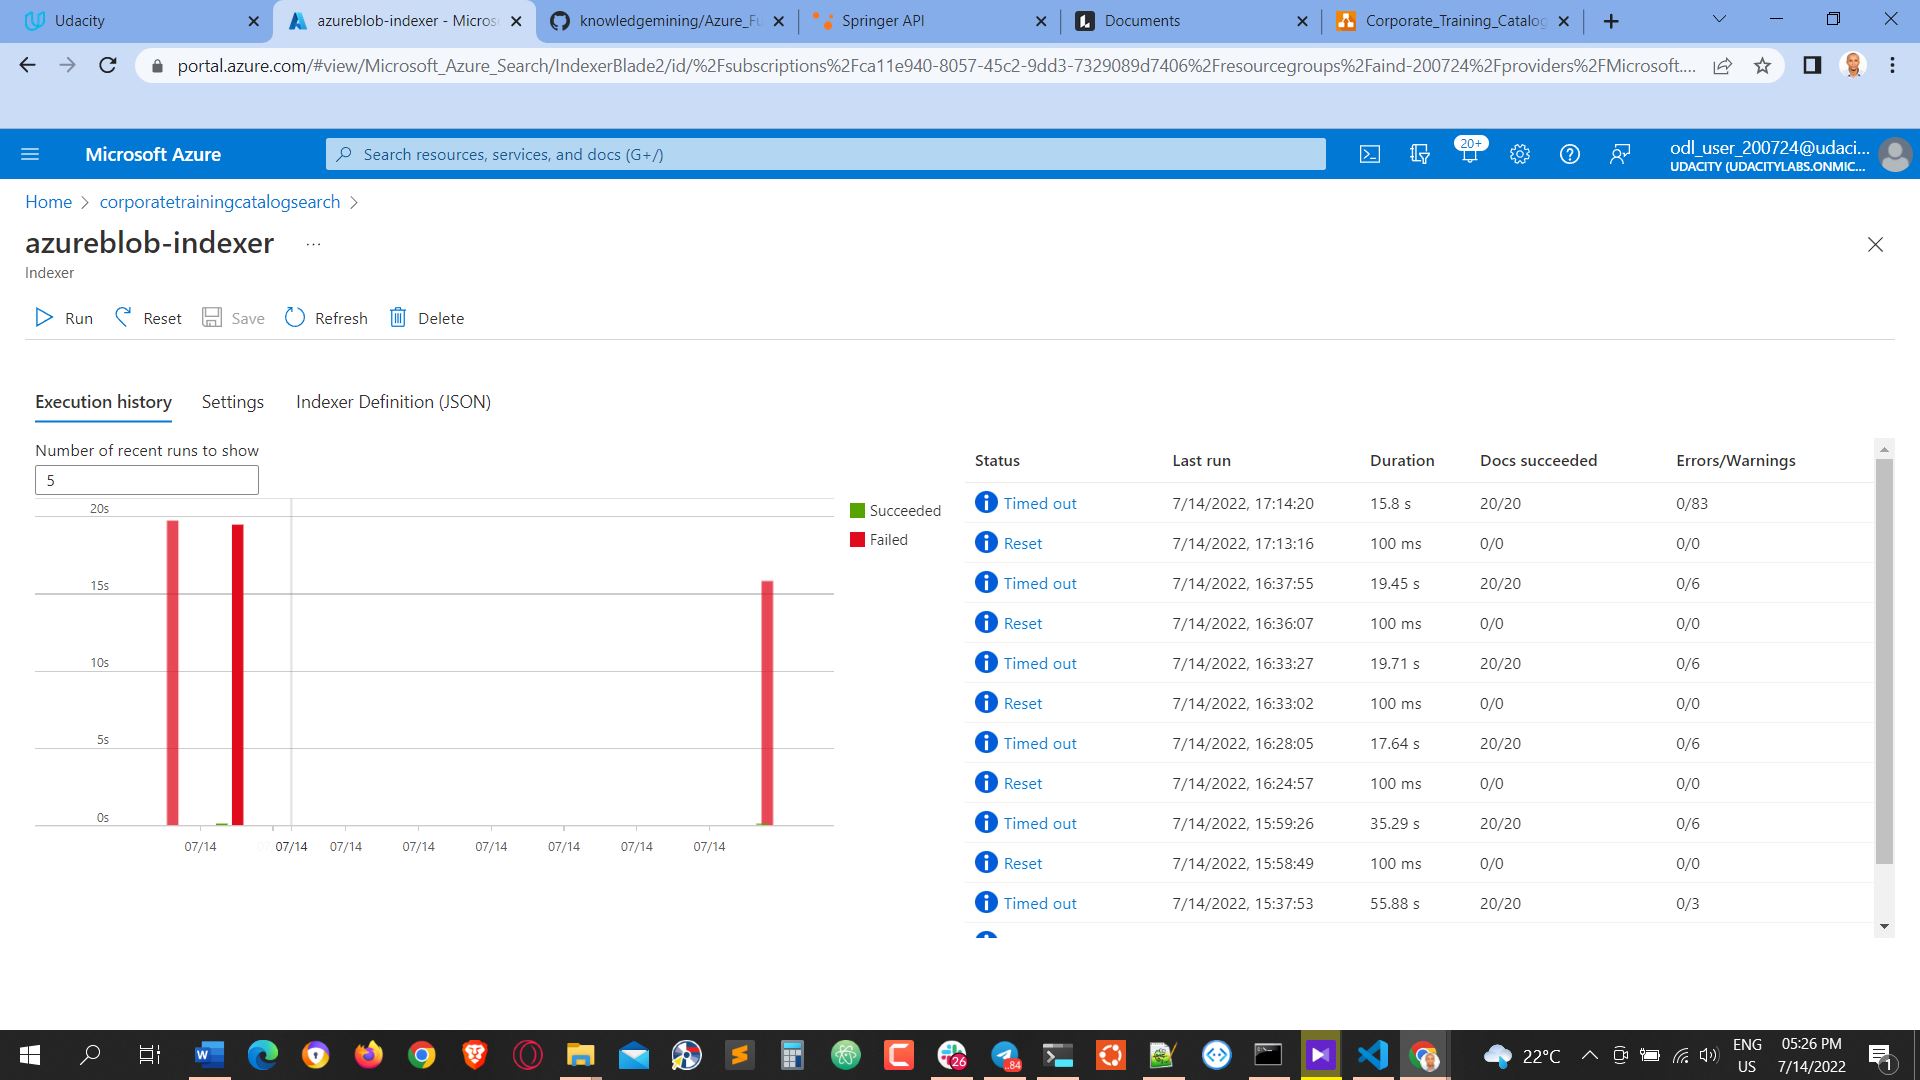 Udacity
azureblob-indexer - Micros
knowledgemining/Azure_Fu
Springer API
Documents
Corporate_Training_Catalog
portal.azure.com/#view/Microsoft_Azure_Search/IndexerBlade2/id/%2Fsubscriptions%2Fca11e940-8057-45c2-9dd3-7329089d7406%2Fresourcegroups%2Faind-200724%2Fproviders%2FMicrosoft....
Microsoft Azure
Search resources, services, and docs (G+/)
20+
odl_user_200724@udaci...
UDACITY (UDACITYLABS.ONMIC...
Home > corporatetrainingcatalogsearch >
azureblob-indexer ...
Indexer
Run Reset Save Refresh Delete
Execution history Settings Indexer Definition (JSON)
Number of recent runs to show
5
20s
15s
10s
5s
0s
07/14 07/14 07/14 07/14 07/14 07/14 07/14 07/14
Succeeded
Failed
Status Last run Duration Docs succeeded Errors/Warnings
Timed out 7/14/2022, 17:14:20 15.8 s 20/20 0/83
Reset 7/14/2022, 17:13:16 100 ms 0/0 0/0
Timed out 7/14/2022, 16:37:55 19.45 s 20/20 0/6
Reset 7/14/2022, 16:36:07 100 ms 0/0 0/0
Timed out 7/14/2022, 16:33:27 19.71 s 20/20 0/6
Reset 7/14/2022, 16:33:02 100 ms 0/0 0/0
Timed out 7/14/2022, 16:28:05 17.64 s 20/20 0/6
Reset 7/14/2022, 16:24:57 100 ms 0/0 0/0
Timed out 7/14/2022, 15:59:26 35.29 s 20/20 0/6
Reset 7/14/2022, 15:58:49 100 ms 0/0 0/0
Timed out 7/14/2022, 15:37:53 55.88 s 20/20 0/3
26
.84
22°C
ENG
US
05:26 PM
7/14/2022
1